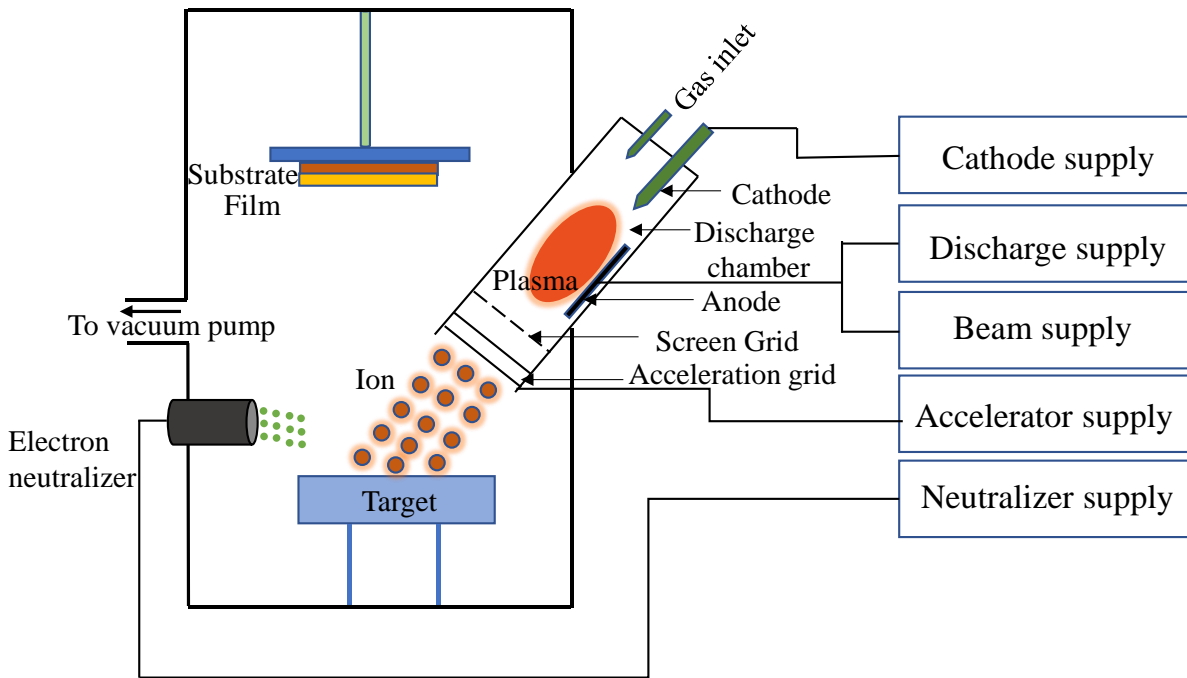 Gas inlet
Cathode supply
Substrate
Film
Cathode
Discharge
chamber
Discharge supply
Plasma
Anode
To vacuum pump
Beam supply
Screen Grid
Ion
Acceleration grid
Accelerator supply
Electron
neutralizer
Target
Neutralizer supply